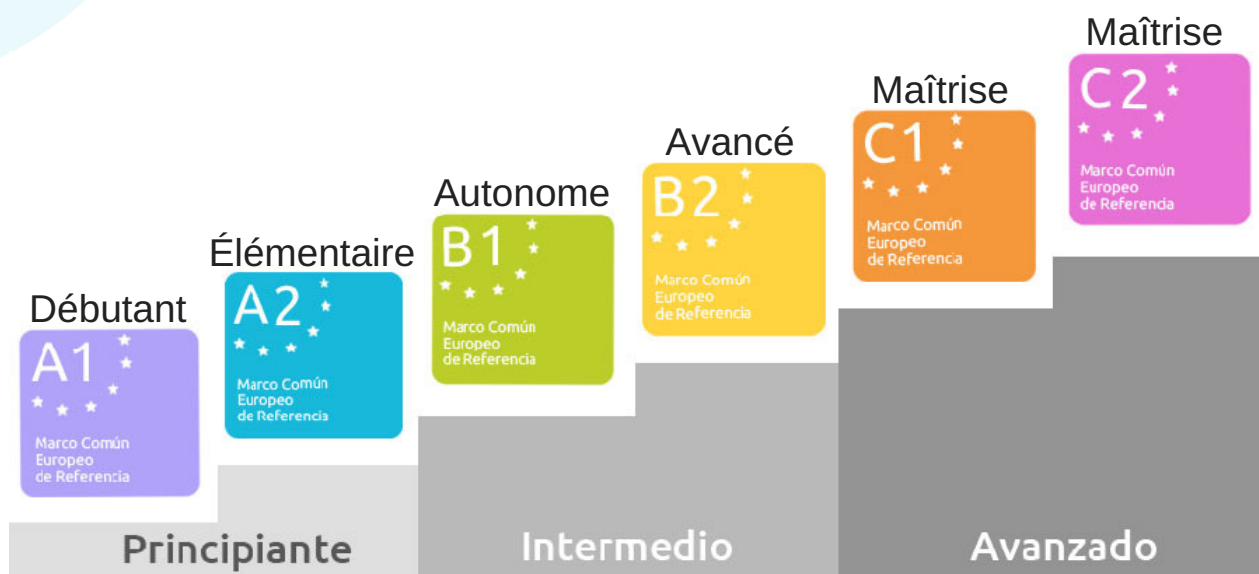 Débutant
A1
Marco Común
Europeo
de Referencia
Élémentaire
A2
Marco Común
Europeo
de Referencia
Autonome
B1
Marco Común
Europeo
de Referencia
Avancé
B2
Marco Común
Europeo
de Referencia
Maîtrise
C1
Marco Común
Europeo
de Referencia
Maîtrise
C2
Marco Común
Europeo
de Referencia
Principiante
Intermedio
Avanzado